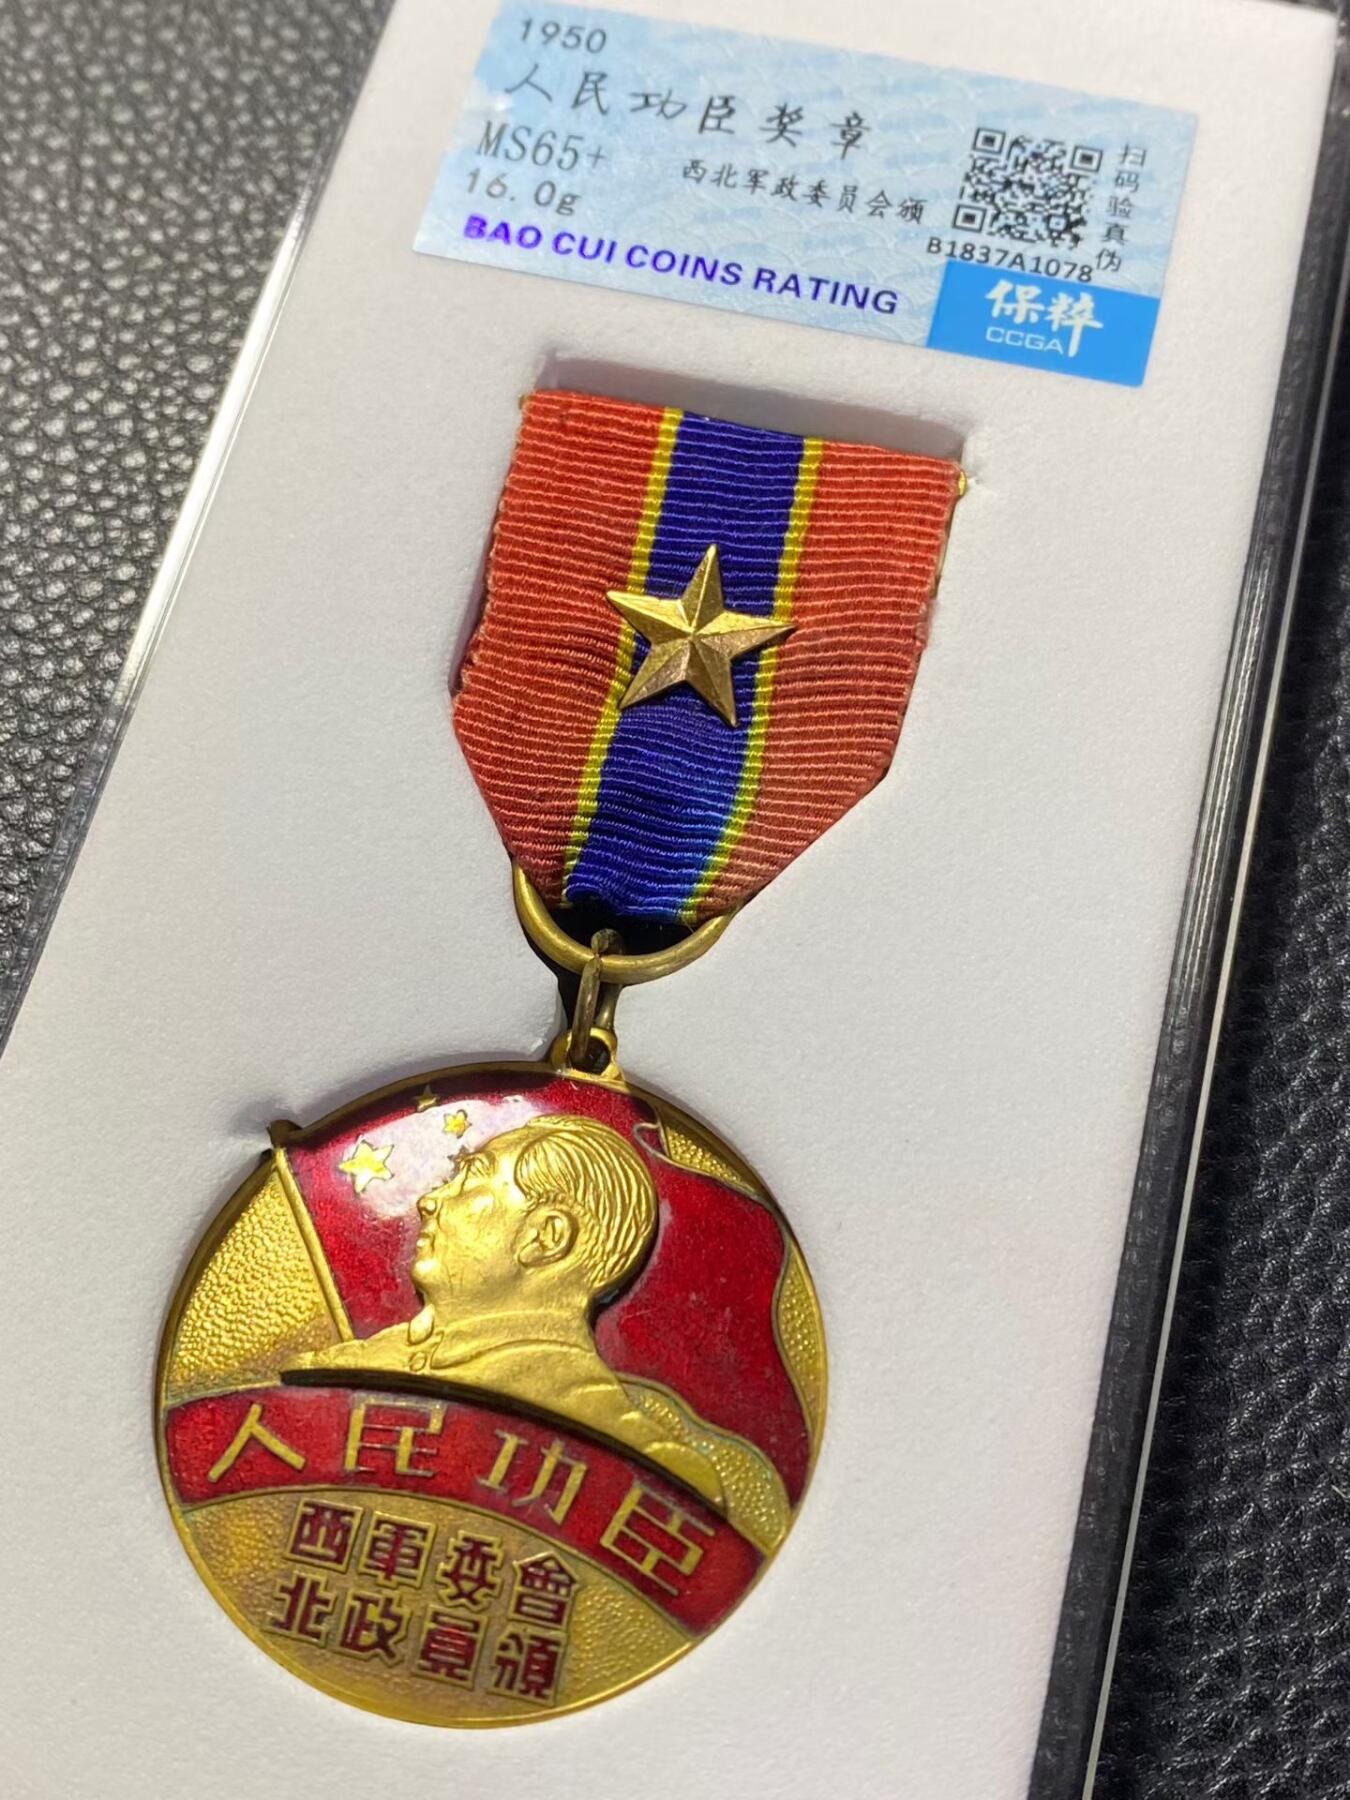 1950
人民功臣奖章
MS65+
西北军政委员会颁
16.0g
BAO CUI COINS RATING
扫码验真伪
B1837A1078
保粹
CCGA
人民功臣
西軍委會
北政員頒